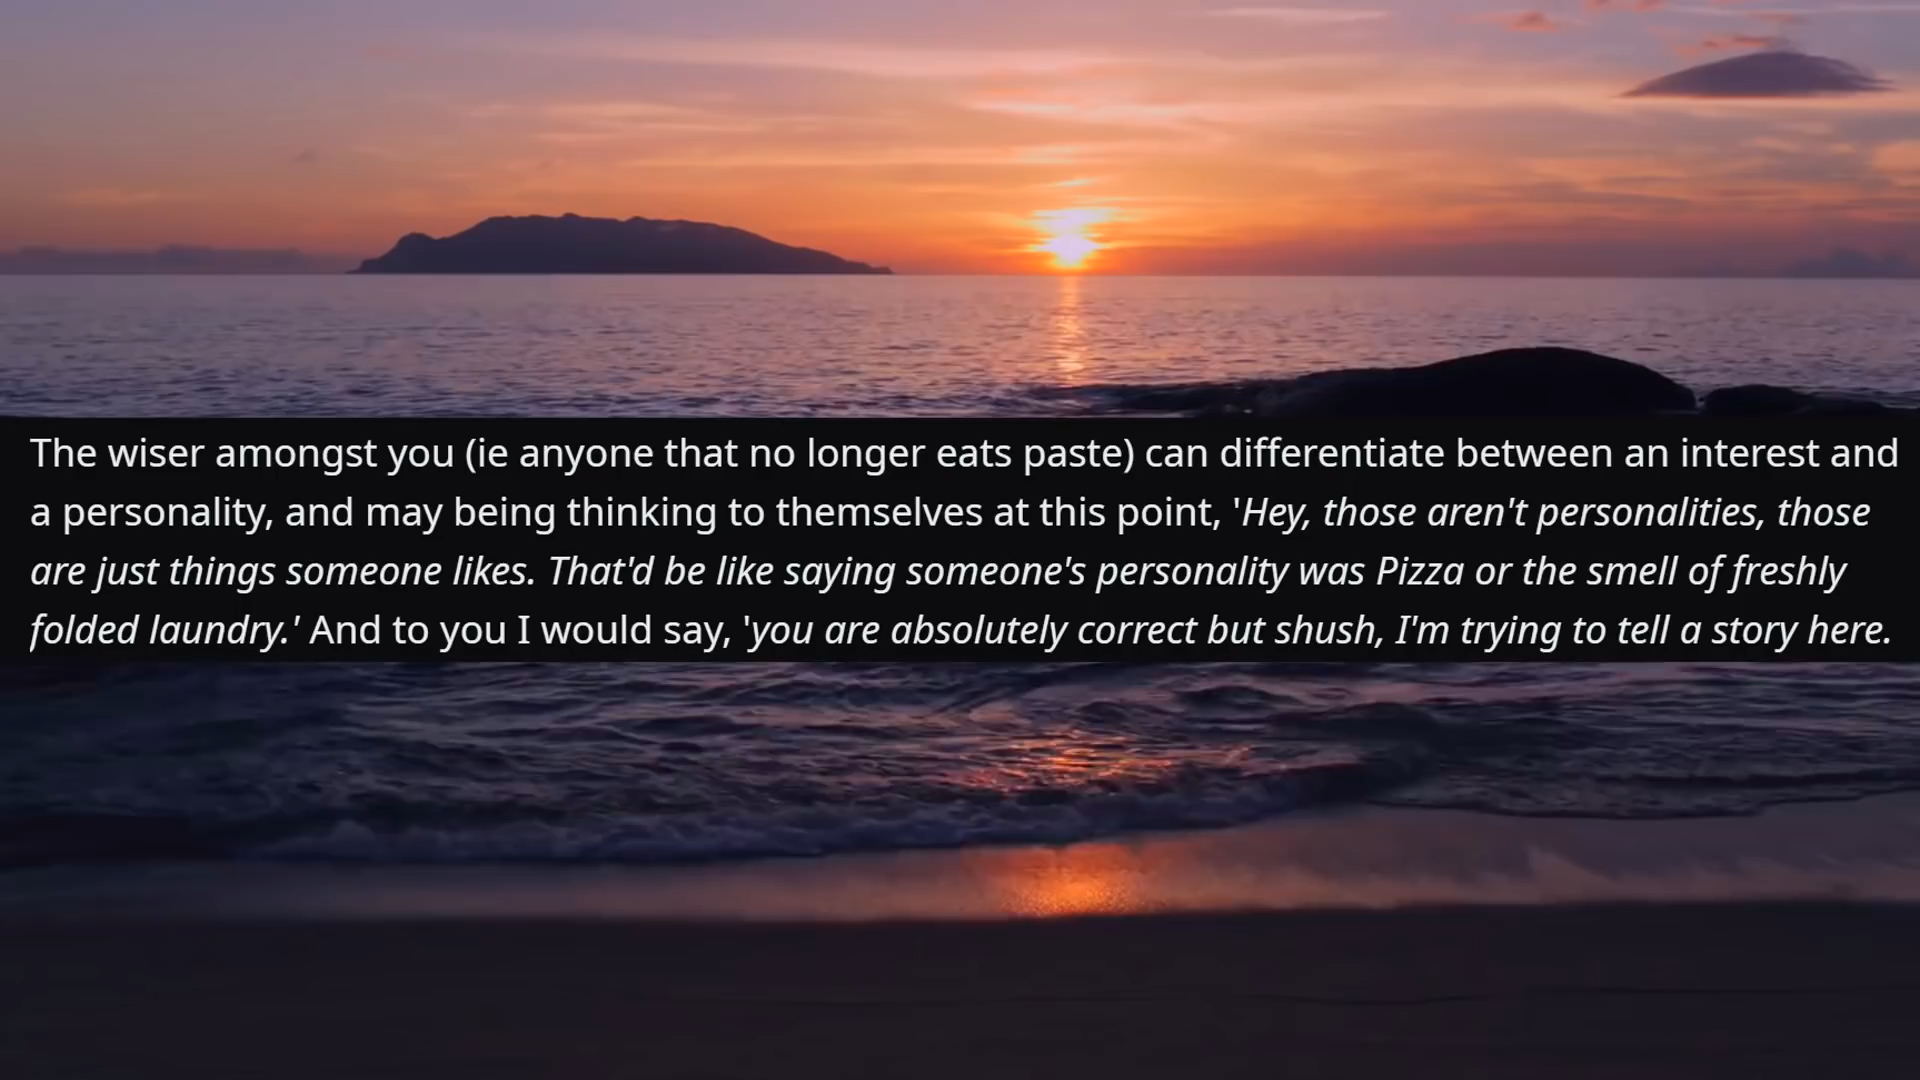 The wiser amongst you (ie anyone that no longer eats paste) can differentiate between an interest and
a personality, and may being thinking to themselves at this point, 'Hey, those aren't personalities, those
are just things someone likes. That'd be like saying someone's personality was Pizza or the smell of freshly
folded laundry.' And to you I would say, 'you are absolutely correct but shush, I'm trying to tell a story here.